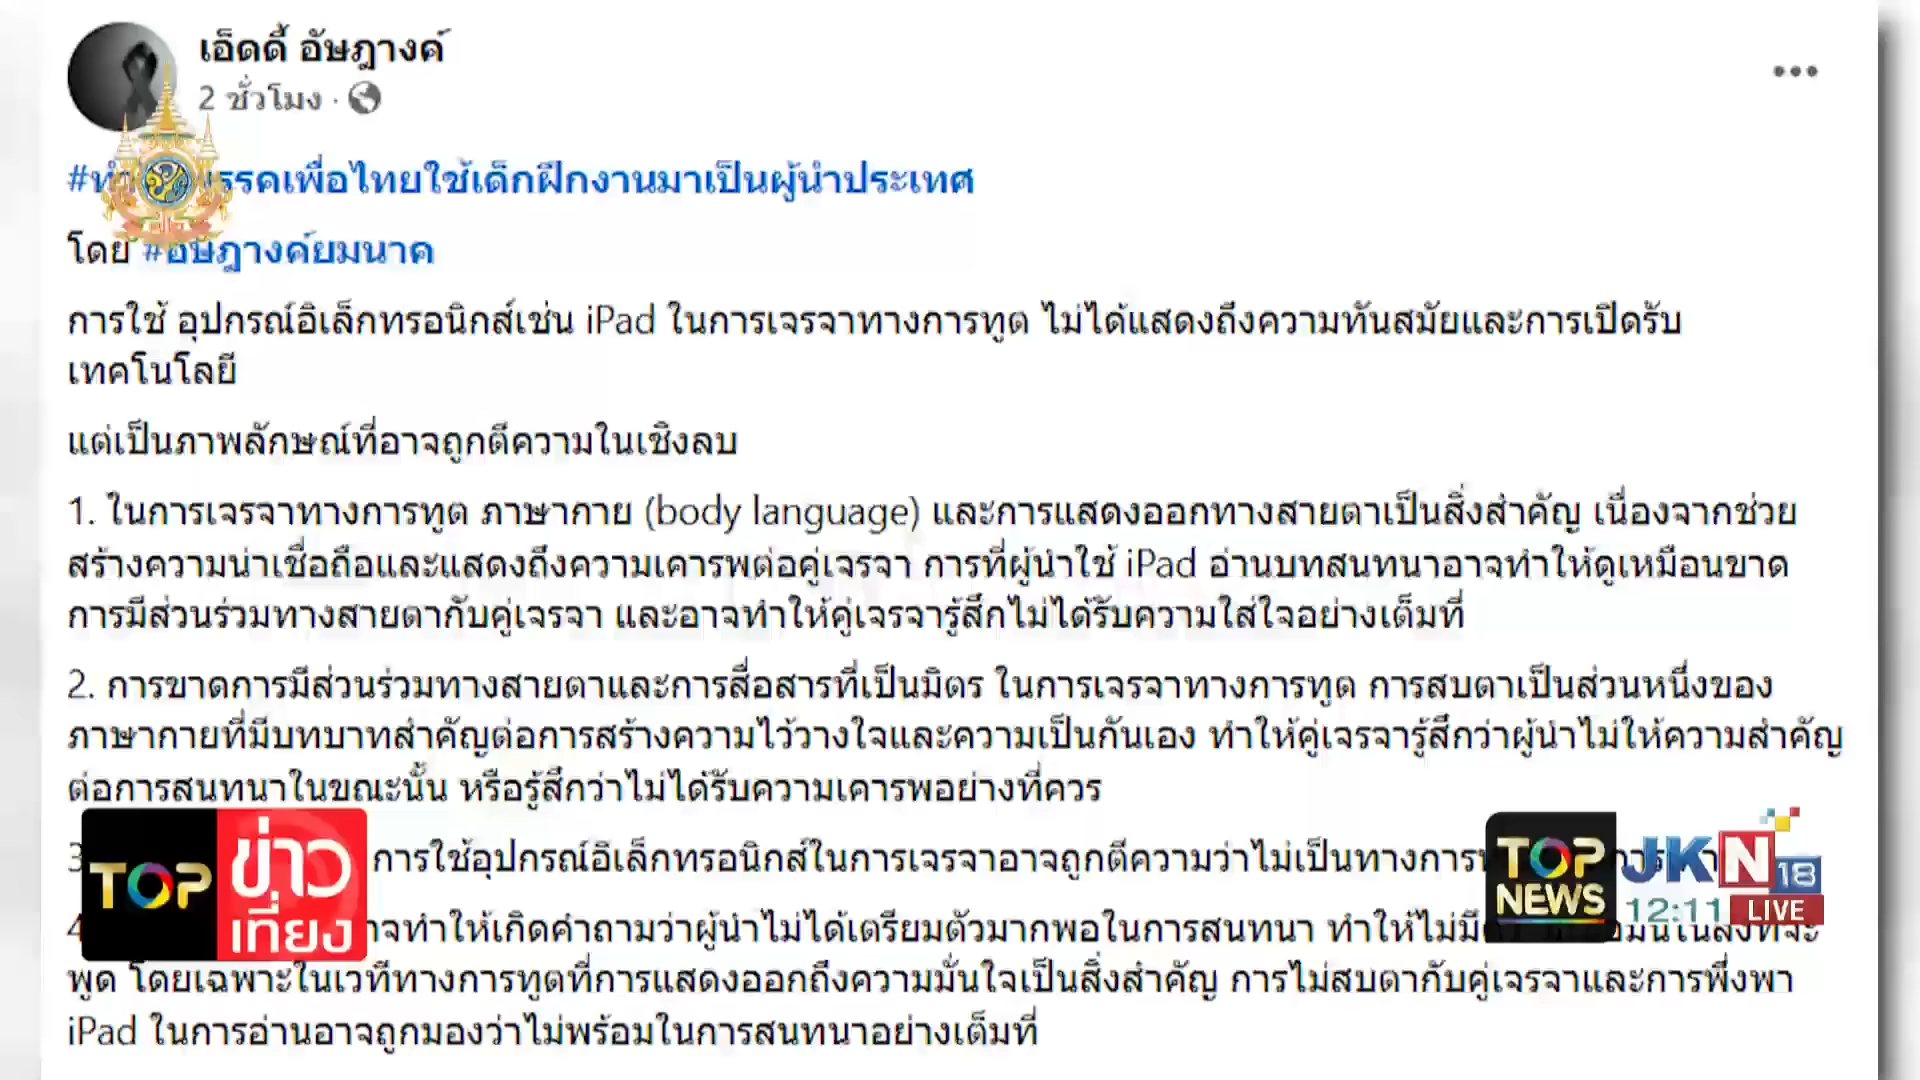 เอ็ดดี้ อัษฎางค์
2 ชั่วโมง ·
พรรคเพื่อไทยใช้เด็กฝึกงานมาเป็นผู้นำประเทศ
โดย #อัษฎางค์ยมนาค
การใช้ อุปกรณ์อิเล็กทรอนิกส์เช่น iPad ในการเจรจาทางการทูต ไม่ได้แสดงถึงความทันสมัยและการเปิดรับ
เทคโนโลยี
แต่เป็นภาพลักษณ์ที่อาจถูกตีความในเชิงลบ
1. ในการเจรจาทางการทูต ภาษากาย (body language) และการแสดงออกทางสายตาเป็นสิ่งสำคัญ เนื่องจากช่วย
สร้างความน่าเชื่อถือและแสดงถึงความเคารพต่อคู่เจรจา การที่ผู้นำใช้ iPad อ่านบทสนทนาอาจทำให้ดูเหมือนขาด
การมีส่วนร่วมทางสายตากับคู่เจรจา และอาจทำให้คู่เจรจารู้สึกไม่ได้รับความใส่ใจอย่างเต็มที่
2. การขาดการมีส่วนร่วมทางสายตาและการสื่อสารที่เป็นมิตร ในการเจรจาทางการทูต การสบตาเป็นส่วนหนึ่งของ
ภาษากายที่มีบทบาทสำคัญต่อการสร้างความไว้วางใจและความเป็นกันเอง ทำให้คู่เจรจารู้สึกว่าผู้นำไม่ให้ความสำคัญ
ต่อการสนทนาในขณะนั้น หรือรู้สึกว่าไม่ได้รับความเคารพอย่างที่ควร
3 การใช้อุปกรณ์อิเล็กทรอนิกส์ในการเจรจาอาจถูกตีความว่าไม่เป็นทางการ
4 อาจทำให้เกิดคำถามว่าผู้นำไม่ได้เตรียมตัวมากพอในการสนทนา ทำให้ไม่มี
พูด โดยเฉพาะในเวทีทางการทูตที่การแสดงออกถึงความมั่นใจเป็นสิ่งสำคัญ การไม่สบตากับคู่เจรจาและการพึ่งพา
iPad ในการอ่านอาจถูกมองว่าไม่พร้อมในการสนทนาอย่างเต็มที่
TOP ข่าวเที่ยง
TOP NEWS
JKN 18
12:11 LIVE